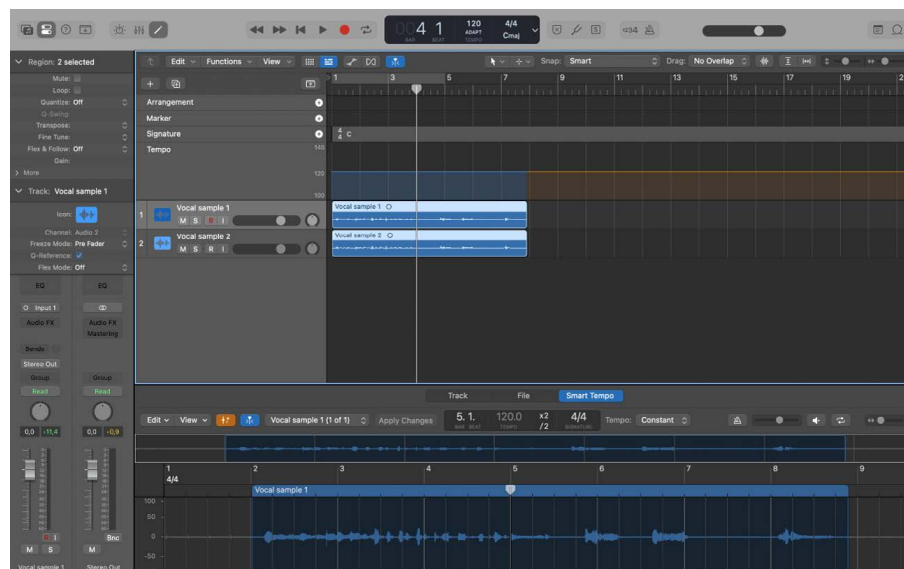 004 1
BAR BEAT
120
ADAPT
TEMPO
4/4
Cmaj
1234
Region: 2 selected
Mute:
Loop:
Quantize: Off
Q-Swing:
Transpose:
Fine Tune:
Flex & Follow: Off
Gain:
More
Track: Vocal sample 1
Icon:
Channel: Audio 2
Freeze Mode: Pre Fader
Q-Reference:
Flex Mode: Off
EQ EQ
Input 1
Audio FX Audio FX
Mastering
Sends
Stereo Out
Group Group
Read Read
0,0 -11,4 0,0 -0,9
R I Bnc
M S M
Vocal sample 1 Stereo Out
Edit Functions View Snap: Smart Drag: No Overlap
1 3 5 7 9 11 13 15 17 19
Arrangement
Marker
Signature 4/4 C
Tempo 140
120
100
1 Vocal sample 1
M S R I
2 Vocal sample 2
M S R I
Vocal sample 1
Vocal sample 2
Track File Smart Tempo
Edit View Vocal sample 1 (1 of 1) Apply Changes 5. 1. 120.0 x2 /2 4/4 Tempo: Constant
BAR BEAT TEMPO SIGNATURE
1 2 3 4 5 6 7 8 9
4/4
Vocal sample 1
100
50
0
-50